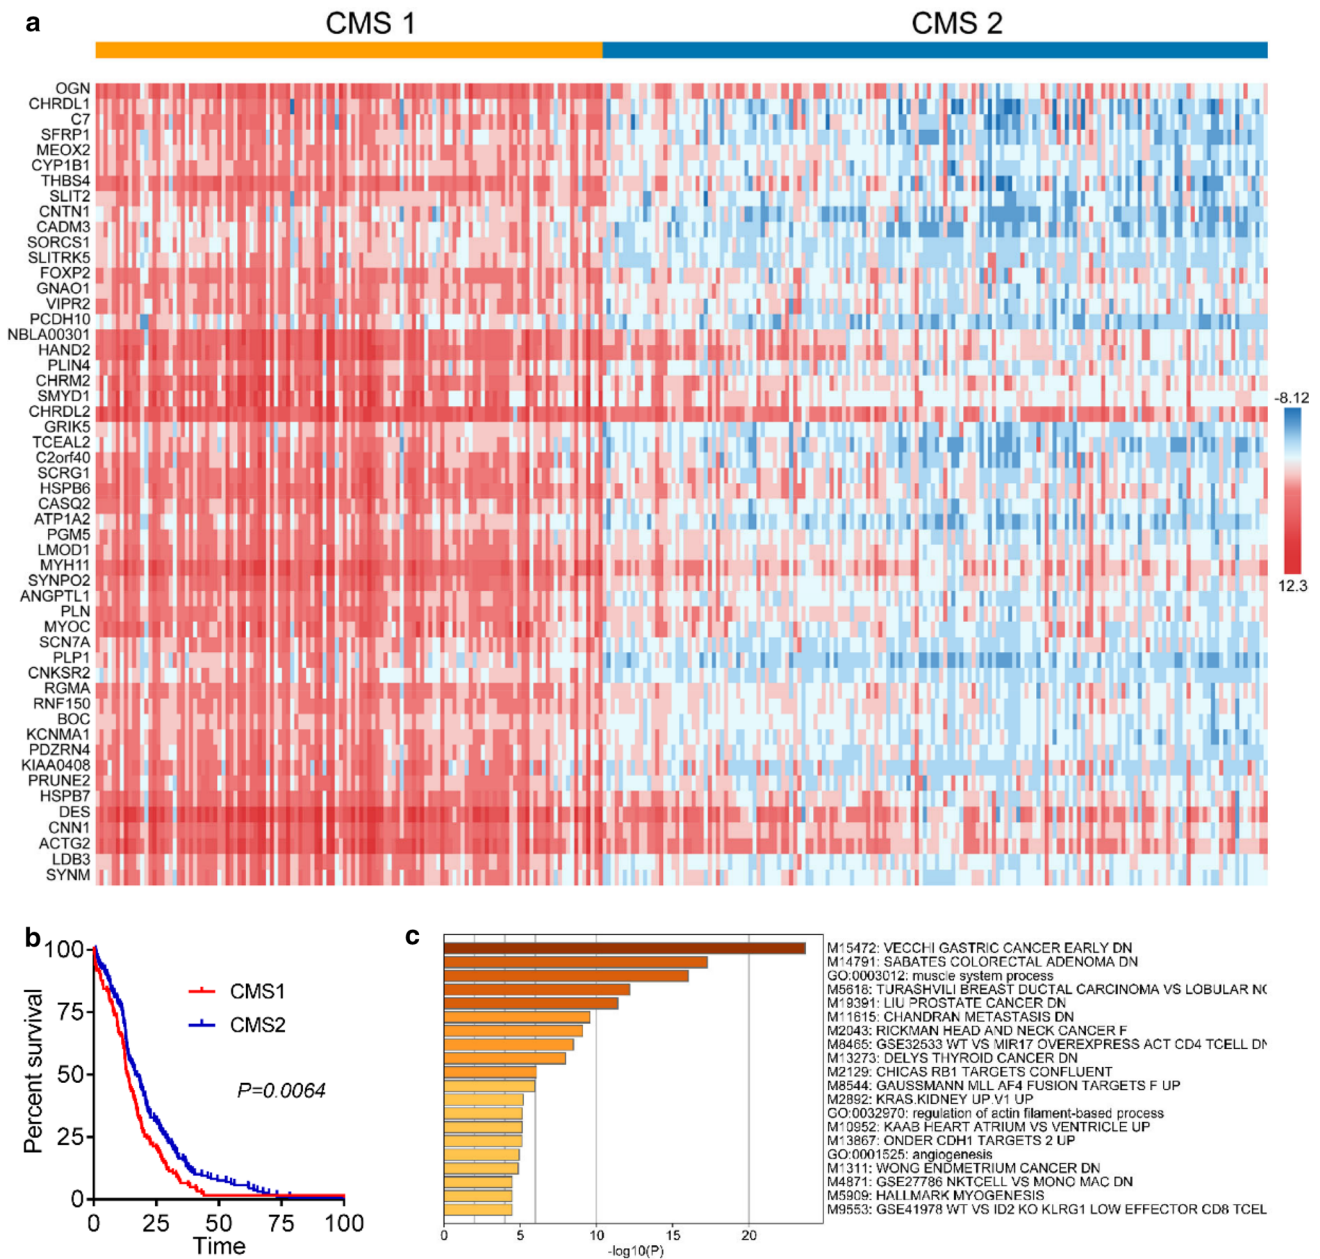 a
CMS 1
CMS 2
OGN
CHRDL1
C7
SFRP1
MEOX2
CYP1B1
THBS4
SLIT2
CNTN1
CADM3
SORCS1
SLITRK5
FOXP2
GNAO1
VIPR2
PCDH10
NBLA00301
HAND2
PLIN4
CHRM2
SMYD1
CHRDL2
GRIK5
TCEAL2
C2orf40
SCRG1
HSPB6
CASQ2
ATP1A2
PGM5
LMOD1
MYH11
SYNPO2
ANGPTL1
PLN
MYOC
SCN7A
PLP1
CNKSR2
RGMA
RNF150
BOC
KCNMA1
PDZRN4
KIAA0408
PRUNE2
HSPB7
DES
CNN1
ACTG2
LDB3
SYNM
-8.12
12.3
b
100
75
50
25
0
Percent survival
CMS1
CMS2
P=0.0064
0 25 50 75 100
Time
c
M15472: VECCHI GASTRIC CANCER EARLY DN
M14791: SABATES COLORECTAL ADENOMA DN
GO:0003012: muscle system process
M5618: TURASHVILI BREAST DUCTAL CARCINOMA VS LOBULAR NO
M19391: LIU PROSTATE CANCER DN
M11615: CHANDRAN METASTASIS DN
M2043: RICKMAN HEAD AND NECK CANCER F
M8465: GSE32533 WT VS MIR17 OVEREXPRESS ACT CD4 TCELL DN
M13273: DELYS THYROID CANCER DN
M2129: CHICAS RB1 TARGETS CONFLUENT
M8544: GAUSSMANN MLL AF4 FUSION TARGETS F UP
M2892: KRAS.KIDNEY UP.V1 UP
GO:0032970: regulation of actin filament-based process
M10952: KAAB HEART ATRIUM VS VENTRICLE UP
M13867: ONDER CDH1 TARGETS 2 UP
GO:0001525: angiogenesis
M1311: WONG ENDMETRIUM CANCER DN
M4871: GSE27786 NKTCELL VS MONO MAC DN
M5909: HALLMARK MYOGENESIS
M9553: GSE41978 WT VS ID2 KO KLRG1 LOW EFFECTOR CD8 TCEL
0 5 10 15 20
-log10(P)